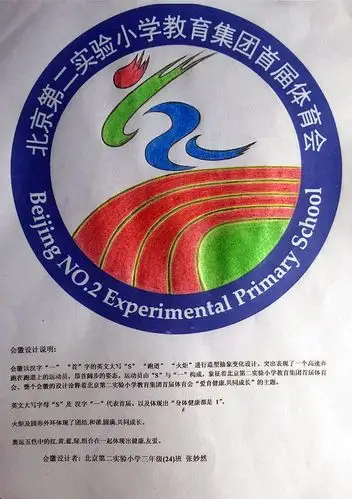 北京第二实验小学教育集团首届体育会
Beijing NO.2 Experimental Primary School
会徽设计说明:
会徽以汉字“一” “首”字的英文大写“S” “跑道” “火炬”进行造型抽象变化设计。突出表现了一个高速奔
跑在跑道上的运动员，昂首阔步的姿态。运动员由“S”与“一”构成。象征着北京第二实验小学教育集团首届体育
会。整个会徽的设计诠释着北京第二实验小学教育集团首届体育会“爱育健康,共同成长”的主题。
英文大写字母“S”及 汉字“一”代表首届。以及体现出“身体健康都是 1”。
火炬及圆形外环体现了团结,和谐,圆满,共同成长。
奥运五色中的红,黄,蓝,绿,组合在一起体现出健康,友爱。
会徽设计者: 北京第二实验小学三年级(24)班 张妙然